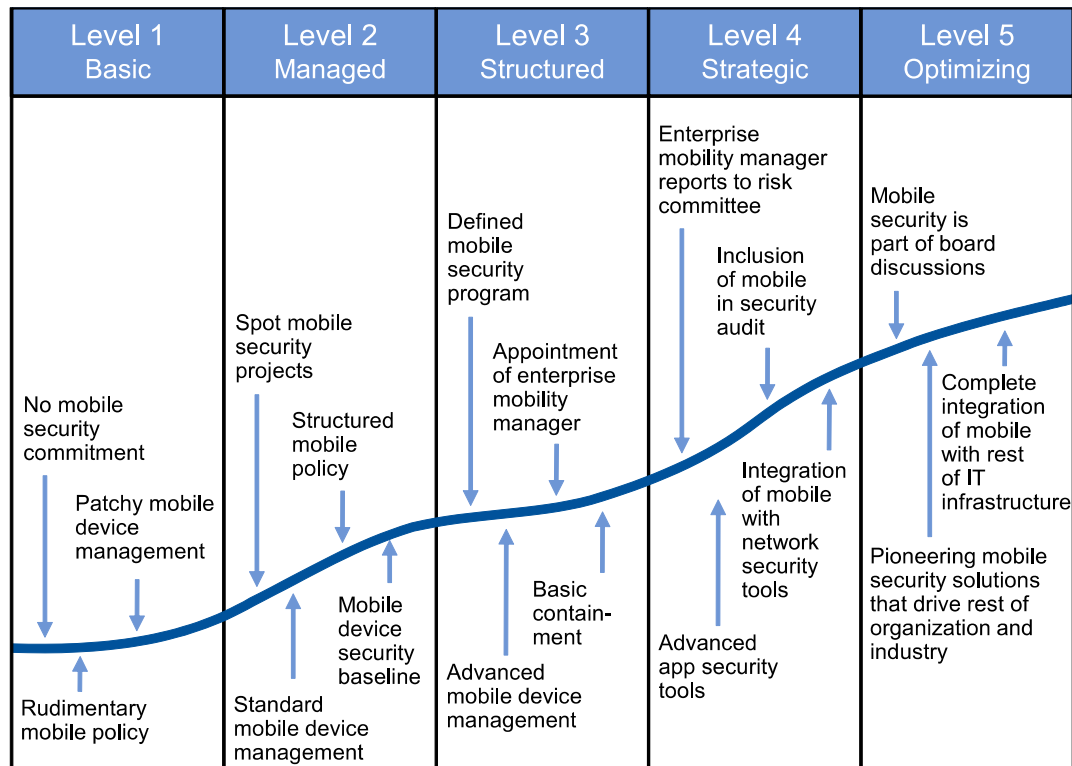 Level 1
Basic
Level 2
Managed
Level 3
Structured
Level 4
Strategic
Level 5
Optimizing
No mobile
security
commitment
Patchy mobile
device
management
Rudimentary
mobile policy
Spot mobile
security
projects
Structured
mobile
policy
Mobile
device
security
baseline
Standard
mobile device
management
Defined
mobile
security
program
Appointment
of enterprise
mobility
manager
Basic
contain-
ment
Advanced
mobile device
management
Enterprise
mobility manager
reports to risk
committee
Inclusion
of mobile
in security
audit
Integration
of mobile
with
network
security
tools
Advanced
app security
tools
Mobile
security is
part of board
discussions
Complete
integration
of mobile
with rest
of IT
infrastructure
Pioneering mobile
security solutions
that drive rest of
organization and
industry